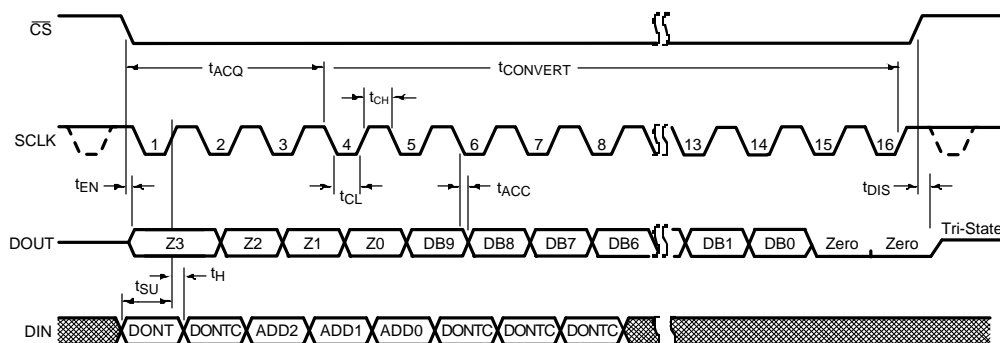 CS
tACQ
tCONVERT
tCH
SCLK
1 2 3 4 5 6 7 8 13 14 15 16
tEN
tCL
tACC
tDIS
DOUT
Z3 Z2 Z1 Z0 DB9 DB8 DB7 DB6 DB1 DB0 Zero Zero
Tri-State
tSU
tH
DIN
DONT DONTC ADD2 ADD1 ADD0 DONTC DONTC DONTC